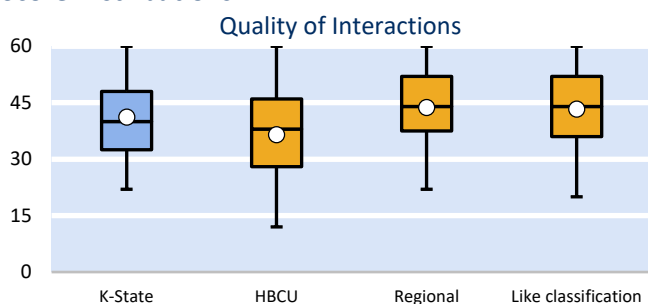 Quality of Interactions
60
45
30
15
0
K-State HBCU Regional Like classification